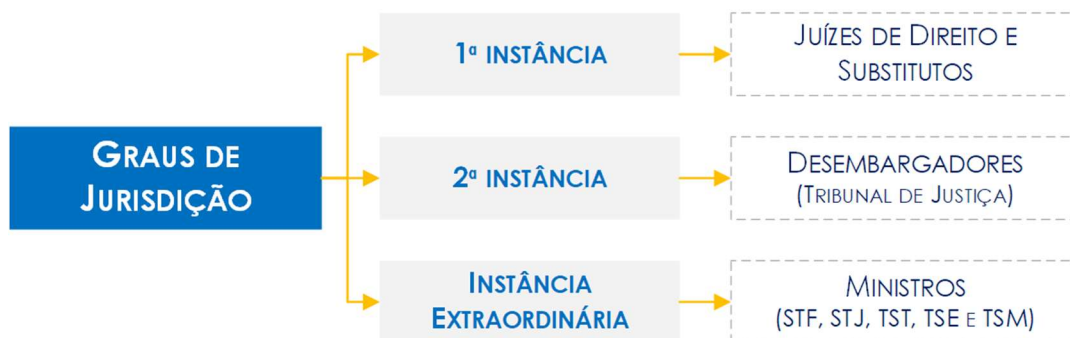 GRAUS DE
JURISDIÇÃO
1ª INSTÂNCIA
JUÍZES DE DIREITO E
SUBSTITUTOS
2ª INSTÂNCIA
DESEMBARGADORES
(TRIBUNAL DE JUSTIÇA)
INSTÂNCIA
EXTRAORDINÁRIA
MINISTROS
(STF, STJ, TST, TSE E TSM)